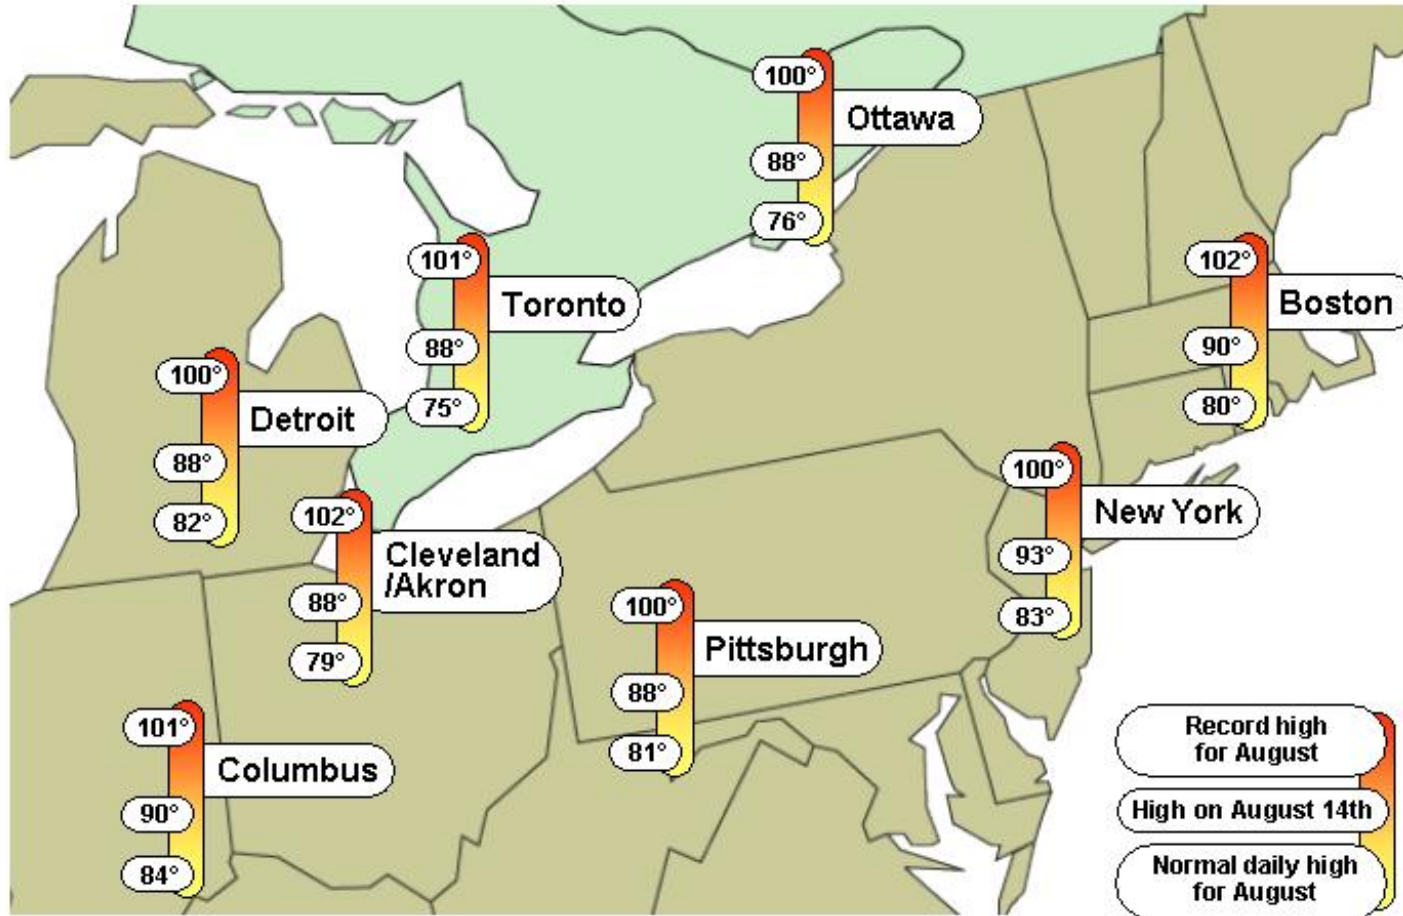 100°
Ottawa
88°
76°
101°
Toronto
88°
75°
102°
Boston
90°
80°
100°
Detroit
88°
82°
102°
Cleveland
/Akron
88°
79°
100°
New York
93°
83°
100°
Pittsburgh
88°
81°
101°
Columbus
90°
84°
Record high
for August
High on August 14th
Normal daily high
for August